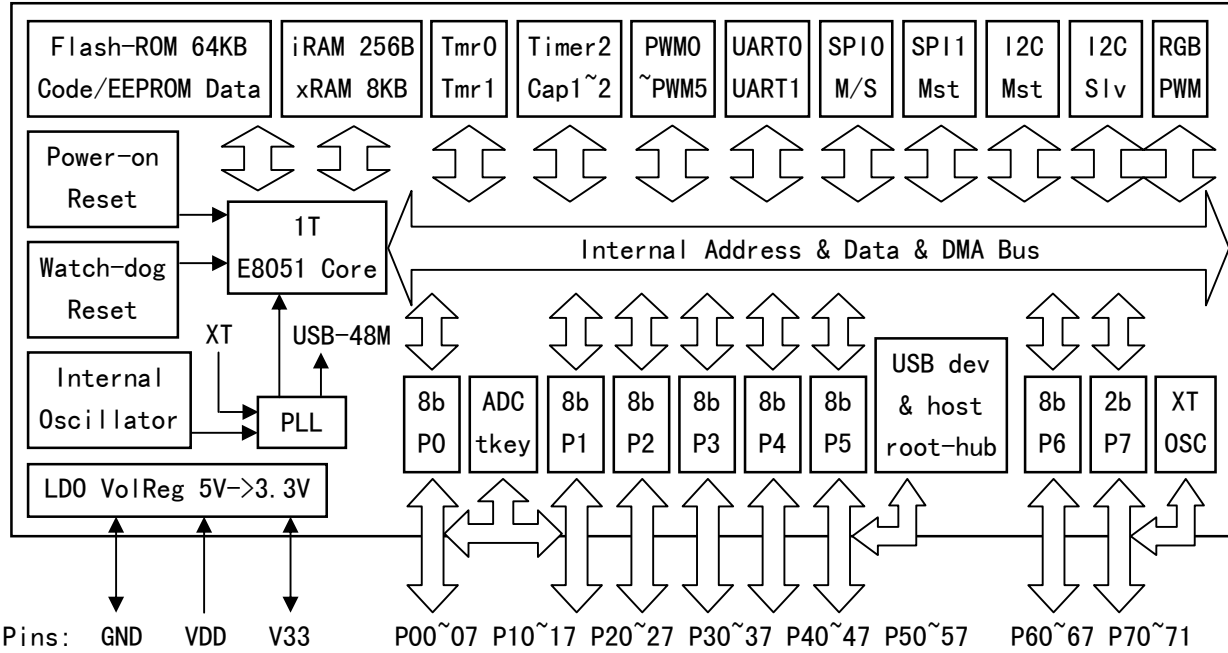 Flash-ROM 64KB
Code/EEPROM Data
iRAM 256B
xRAM 8KB
Tmr0
Tmr1
Timer2
Cap1~2
PWM0
~PWM5
UART0
UART1
SPI0
M/S
SPI1
Mst
I2C
Mst
I2C
Slv
RGB
PWM
Power-on
Reset
1T
E8051 Core
Internal Address & Data & DMA Bus
Watch-dog
Reset
XT
USB-48M
Internal
Oscillator
PLL
8b
P0
ADC
tkey
8b
P1
8b
P2
8b
P3
8b
P4
8b
P5
USB dev
& host
root-hub
8b
P6
2b
P7
XT
OSC
LDO VolReg 5V->3.3V
Pins: GND VDD V33 P00~07 P10~17 P20~27 P30~37 P40~47 P50~57 P60~67 P70~71